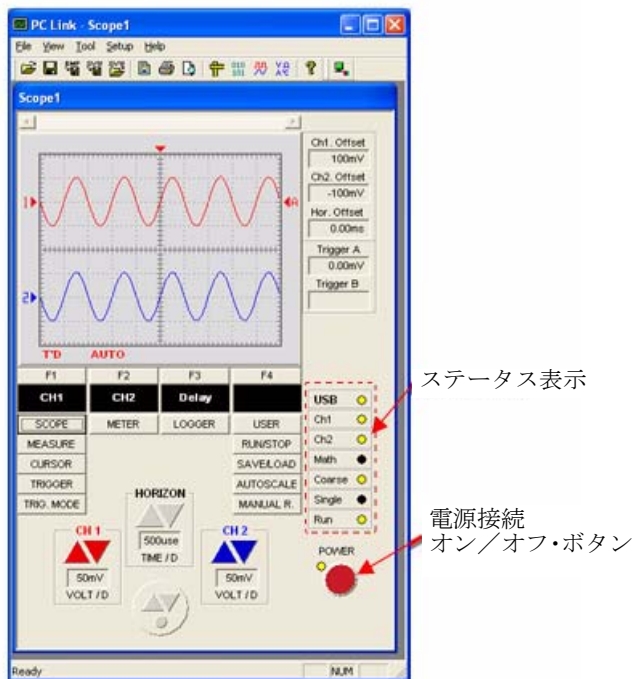 PC Link - Scope1
File View Tool Setup Help
Scope1
Ch1. Offset
100mV
Ch2. Offset
-100mV
Hor. Offset
0.00ms
Trigger A
0.00mV
Trigger B
1
A
2
T'D AUTO
F1 F2 F3 F4
CH1 CH2 Delay
SCOPE METER LOGGER USER
MEASURE RUN/STOP
CURSOR SAVE/LOAD
TRIGGER AUTOSCALE
TRIG. MODE MANUAL R.
USB
Ch1
Ch2
Math
Coarse
Single
Run
ステータス表示
HORIZON
500use
TIME / D
CH 1
50mV
VOLT / D
CH 2
50mV
VOLT / D
POWER
電源接続
オン／オフ・ボタン
Ready NUM